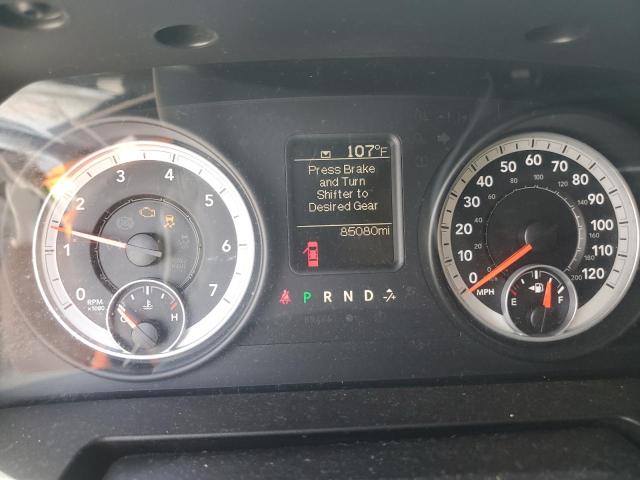 107°F
Press Brake
and Turn
Shifter to
Desired Gear
85080mi
P R N D
0 1 2 3 4 5 6 7
RPM
x1000
C H
0 10 20 30 40 50 60 70 80 90 100 110 120
MPH
E F